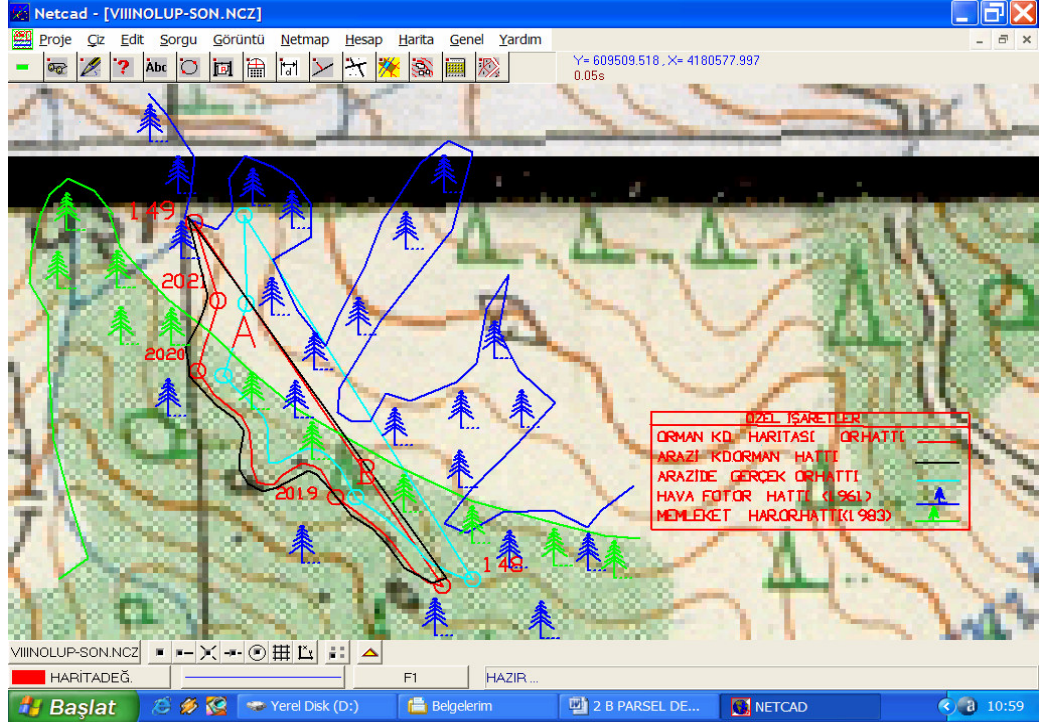 Netcad - [VIIINOLUP-SON.NCZ]
Proje Çiz Edit Sorgu Görüntü Netmap Hesap Harita Genel Yardım
Abc
Y= 609509.518 , X= 4180577.997
0.05s
149
202
A
2020
B
2019
148
ÖZEL İŞARETLER
ORMAN KD HARİTASI ORHATTI
ARAZİ KDORMAN HATTI
ARAZİDE GERÇEK ORHATTI
HAVA FOTOR HATTI (1961)
MEMLEKET HAR.ORHATTI(1983)
VIIINOLUP-SON.NCZ
HARİTADEĞ.
F1
HAZIR ...
Başlat
Yerel Disk (D:)
Belgelerim
2 B PARSEL DE...
NETCAD
10:59